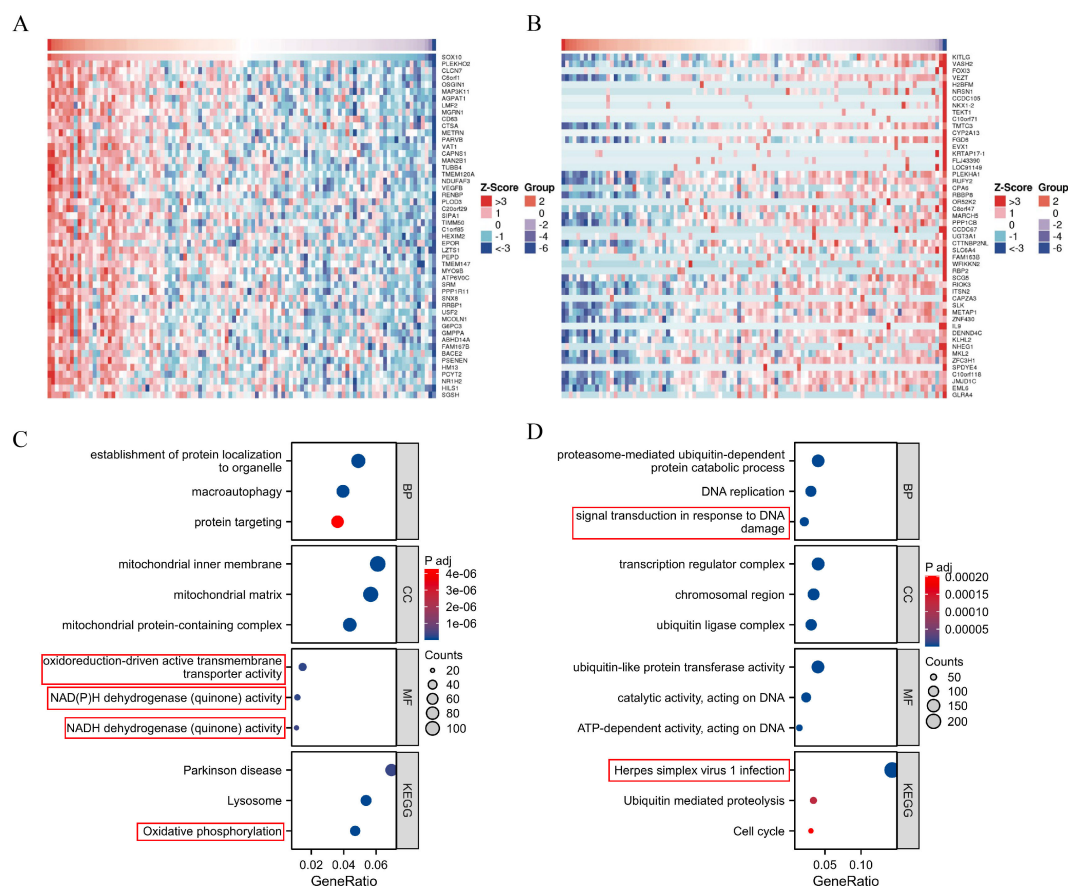 A
SOX10
PLEKHO2
CLCN7
C6orf1
OSGIN1
MAP3K11
AGPAT1
LMF2
MGRN1
CD63
CTSA
METRN
PARVB
VAT1
CAPNS1
MAN2B1
TUBB4
TMEM120A
NDUFAF3
VEGFB
RENBP
PLOD3
C20orf29
SIPA1
TIMM50
C1orf85
HEXIM2
EPOR
LZTS1
PEPD
TMEM147
MYO9B
ATP6V0C
SRM
PPP1R11
SNX8
RRBP1
USF2
MCOLN1
G6PC3
GMPPA
ABHD14A
FAM167B
BACE2
PSENEN
HM13
PCYT2
NR1H2
HILS1
SGSH
Z-Score Group
>3 2
1 0
0 -2
-1 -4
<-3 -6
B
KITLG
VASH2
FOXI3
VEZT
H2BFM
NRSN1
CCDC105
NKX1-2
TEKT1
C10orf71
TMTC3
CYP2A13
FGD6
EVX1
KRTAP17-1
FLJ43390
LOC91149
PLEKHA1
RUFY2
CPA6
RBBP8
OR52K2
C6orf47
MARCH5
PPP1CB
CCDC67
UGT3A1
CTTNBP2NL
SLC6A4
FAM163B
WFIKKN2
RBP2
SCG5
RIOK3
ITSN2
CAPZA3
SLK
METAP1
ZNF430
IL9
DENND4C
KLHL2
NHEG1
MKL2
ZFC3H1
SPDYE4
C10orf118
JMJD1C
EML6
GLRA4
Z-Score Group
>3 2
1 0
0 -2
-1 -4
<-3 -6
C
establishment of protein localization
to organelle
macroautophagy
protein targeting
BP
mitochondrial inner membrane
mitochondrial matrix
mitochondrial protein-containing complex
CC
oxidoreduction-driven active transmembrane
transporter activity
NAD(P)H dehydrogenase (quinone) activity
NADH dehydrogenase (quinone) activity
MF
Parkinson disease
Lysosome
Oxidative phosphorylation
KEGG
0.02 0.04 0.06
GeneRatio
P adj
4e-06
3e-06
2e-06
1e-06
Counts
20
40
60
80
100
D
proteasome-mediated ubiquitin-dependent
protein catabolic process
DNA replication
signal transduction in response to DNA
damage
BP
transcription regulator complex
chromosomal region
ubiquitin ligase complex
CC
ubiquitin-like protein transferase activity
catalytic activity, acting on DNA
ATP-dependent activity, acting on DNA
MF
Herpes simplex virus 1 infection
Ubiquitin mediated proteolysis
Cell cycle
KEGG
0.05 0.10
GeneRatio
P adj
0.00020
0.00015
0.00010
0.00005
Counts
50
100
150
200